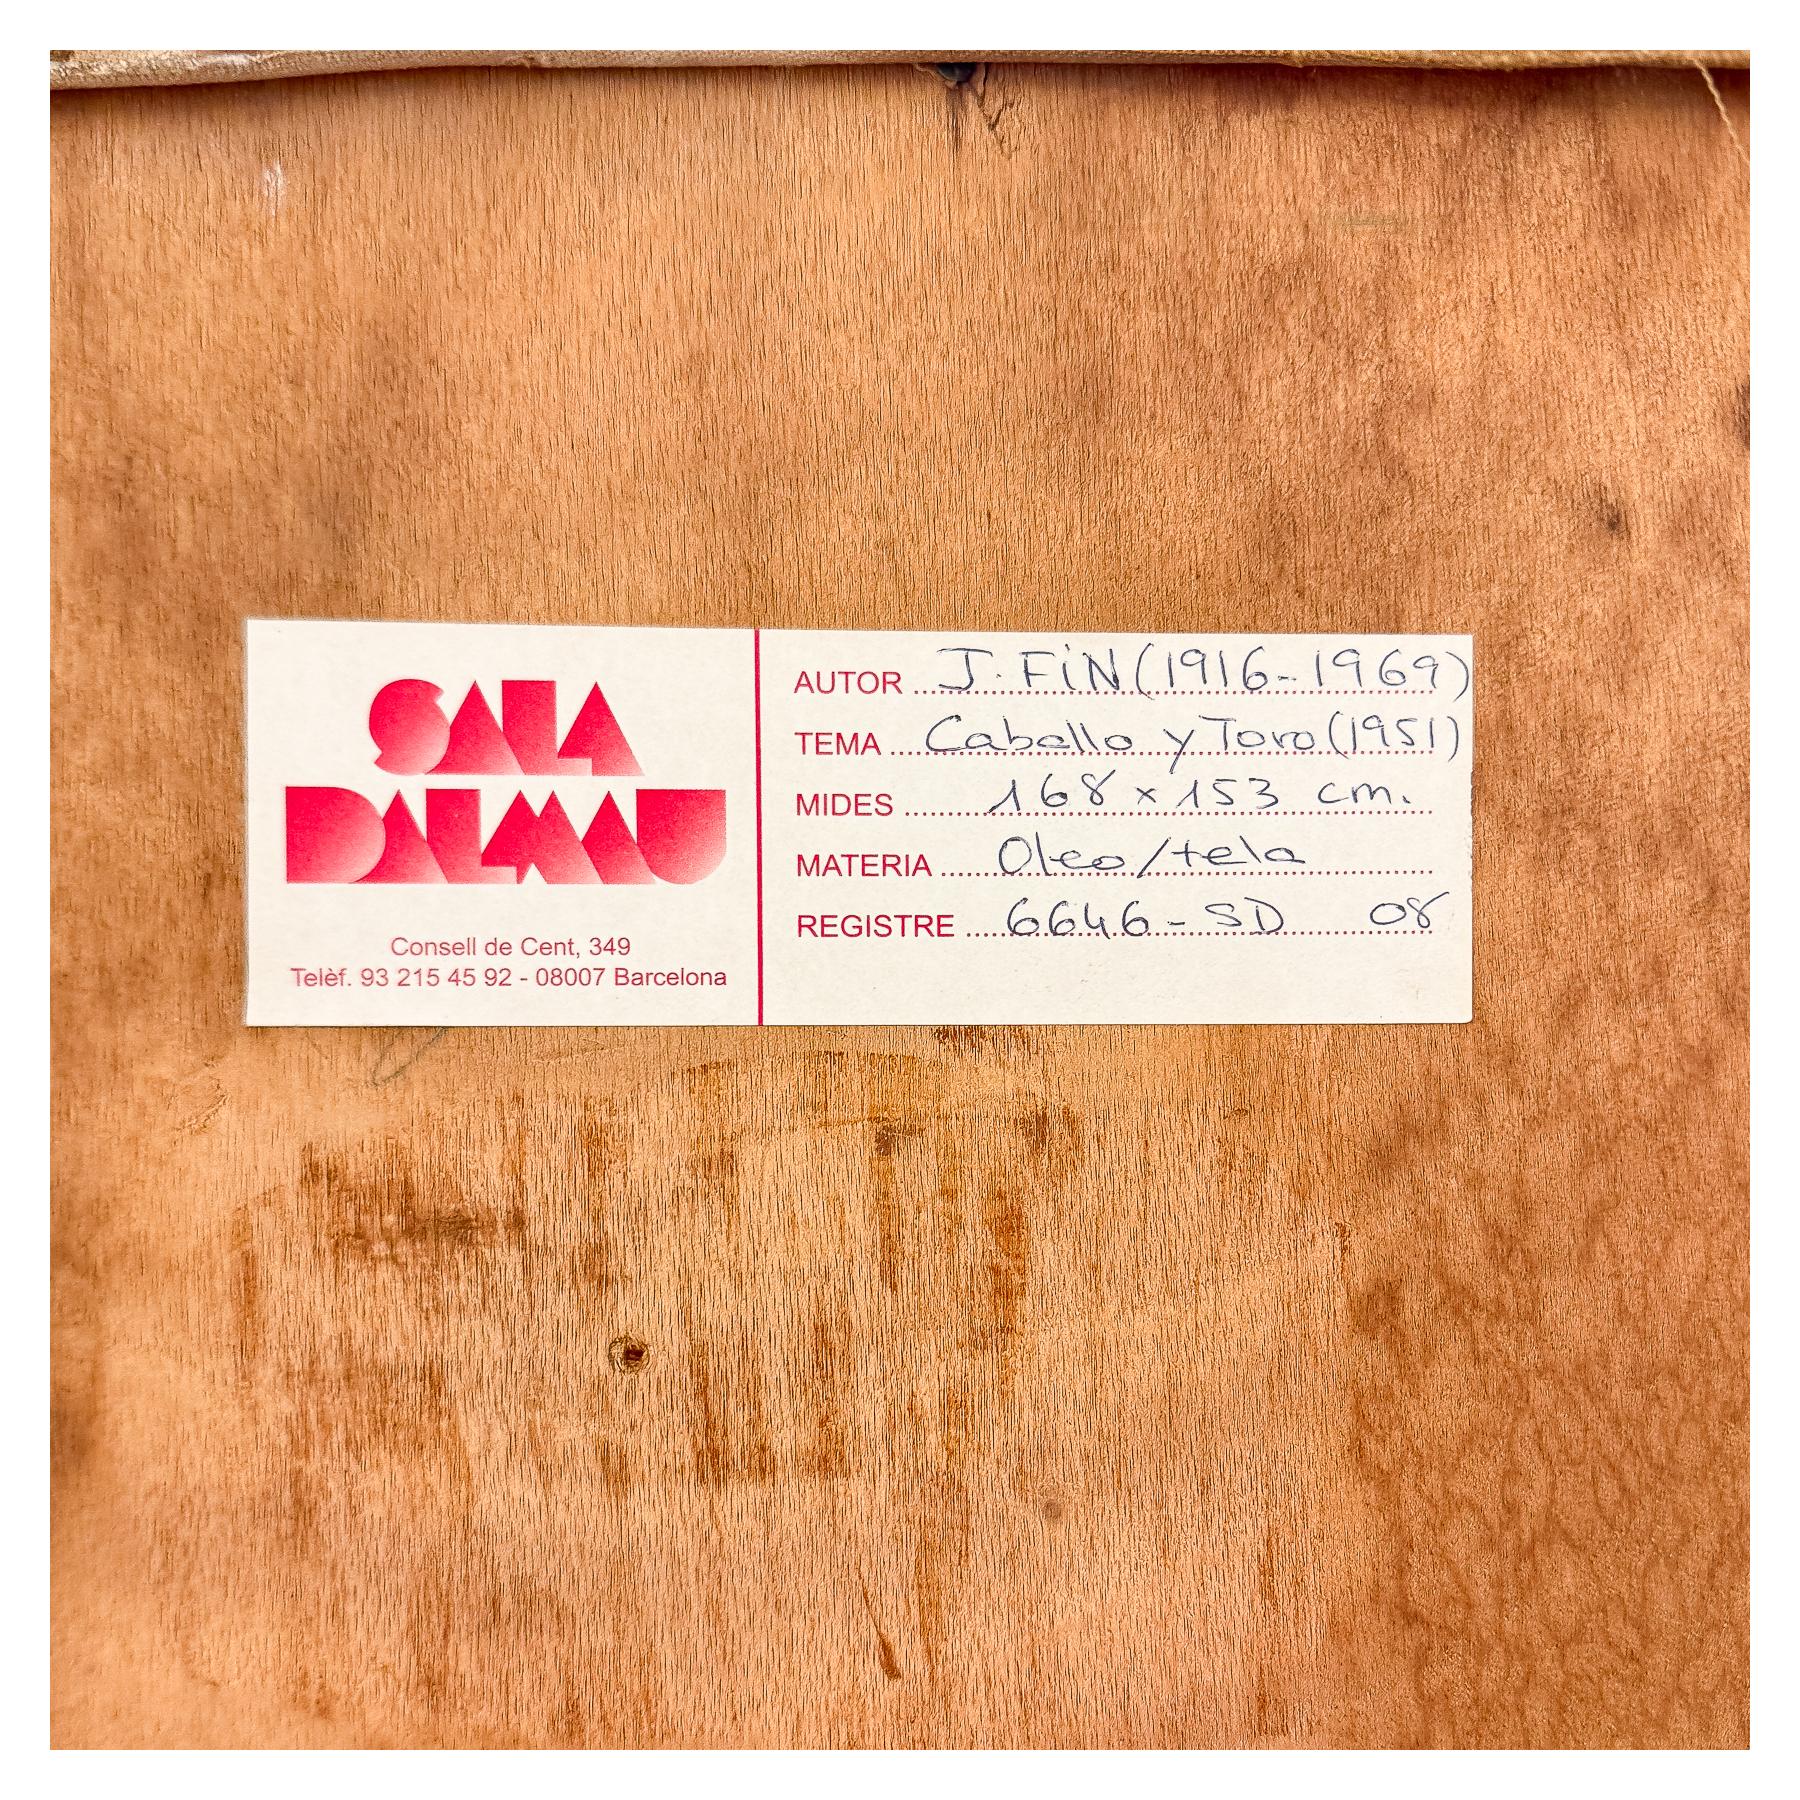 SALA
DALMAU
Consell de Cent, 349
Telèf. 93 215 45 92 - 08007 Barcelona
AUTOR J. FiN (1916-1969)
TEMA Caballo y Toro (1951)
MIDES 168 x 153 cm.
MATERIA Oleo/tela
REGISTRE 6646-SD 08